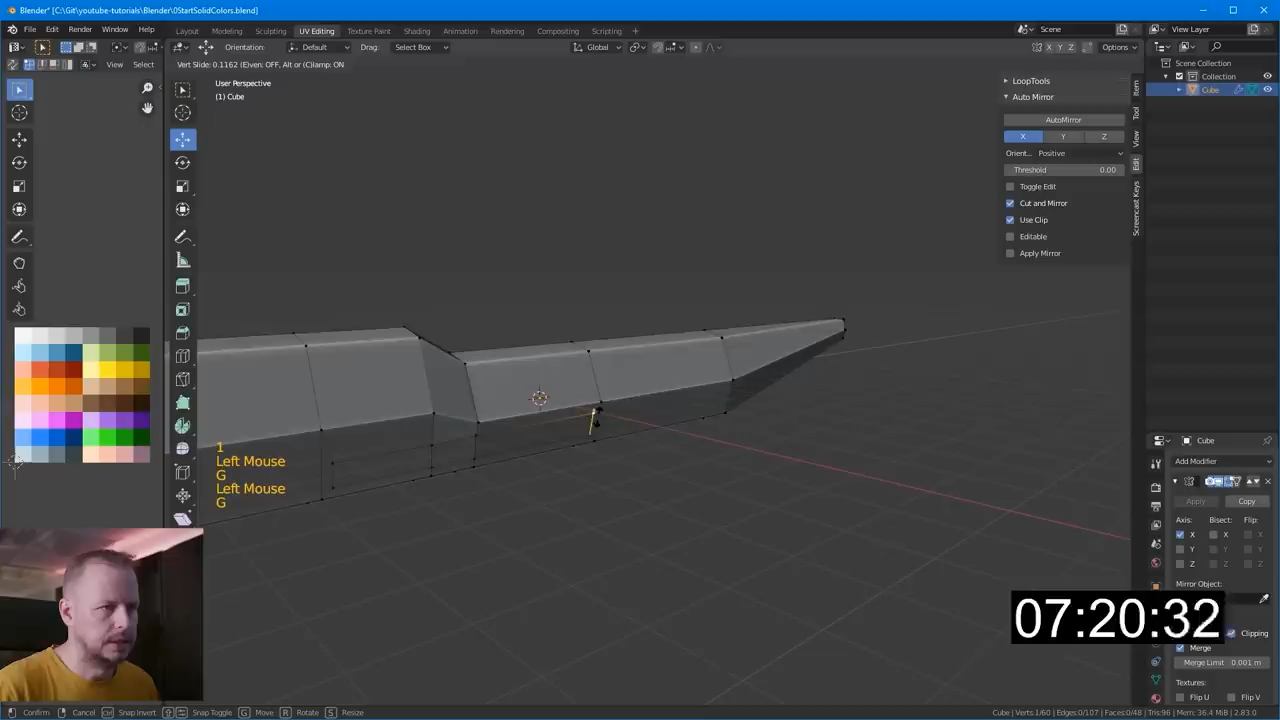 Blender* [C:\Git\youtube-tutorials\Blender\0StartSolidColors.blend]
File Edit Render Window Help Layout Modeling Sculpting UV Editing Texture Paint Shading Animation Rendering Compositing Scripting + Scene View Layer
Orientation: Default Drag: Select Box Global X Y Z Options
View Select Vert Slide: 0.1162 (E)ven: OFF, Alt or (C)lamp: ON
Scene Collection
Collection
Cube
User Perspective
(1) Cube
LoopTools
Auto Mirror
AutoMirror
X Y Z
Orient... Positive
Threshold 0.00
Toggle Edit
Cut and Mirror
Use Clip
Editable
Apply Mirror
Item
Tool
View
Edit
Screencast Keys
1
Left Mouse
G
Left Mouse
G
Cube
Add Modifier
Apply Copy
Axis: Bisect: Flip:
X X X
Y Y Y
Z Z Z
Mirror Object:
07:20:32
Clipping
Merge
Merge Limit 0.001 m
Textures:
Flip U Flip V
Confirm Cancel Snap Invert Snap Toggle G Move R Rotate S Resize
Cube | Verts:1/60 | Edges:0/107 | Faces:0/48 | Tris:96 | Mem: 36.4 MiB | 2.83.0